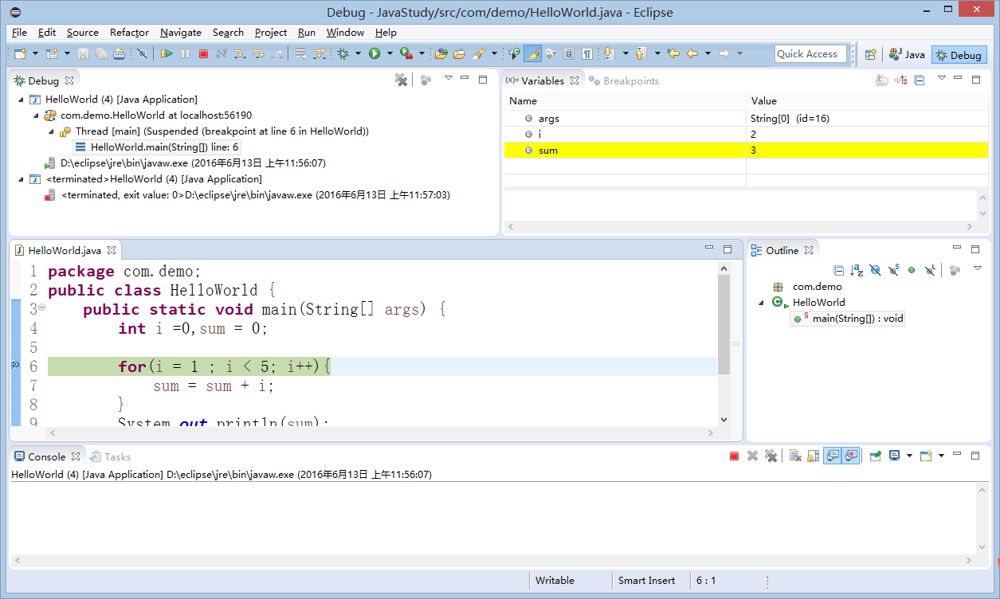 Debug - JavaStudy/src/com/demo/HelloWorld.java - Eclipse
File Edit Source Refactor Navigate Search Project Run Window Help
Quick Access Java Debug
Debug
HelloWorld (4) [Java Application]
com.demo.HelloWorld at localhost:56190
Thread [main] (Suspended (breakpoint at line 6 in HelloWorld))
HelloWorld.main(String[]) line: 6
D:\eclipse\jre\bin\javaw.exe (2016年6月13日 上午11:56:07)
<terminated>HelloWorld (4) [Java Application]
<terminated, exit value: 0>D:\eclipse\jre\bin\javaw.exe (2016年6月13日 上午11:57:03)
(x)= Variables Breakpoints
Name Value
args String[0] (id=16)
i 2
sum 3
HelloWorld.java
1 package com.demo;
2 public class HelloWorld {
3 public static void main(String[] args) {
4 int i =0,sum = 0;
5
6 for(i = 1 ; i < 5; i++){
7 sum = sum + i;
8 }
9 System.out.println(sum);
Outline
com.demo
HelloWorld
main(String[]) : void
Console Tasks
HelloWorld (4) [Java Application] D:\eclipse\jre\bin\javaw.exe (2016年6月13日 上午11:56:07)
Writable Smart Insert 6 : 1